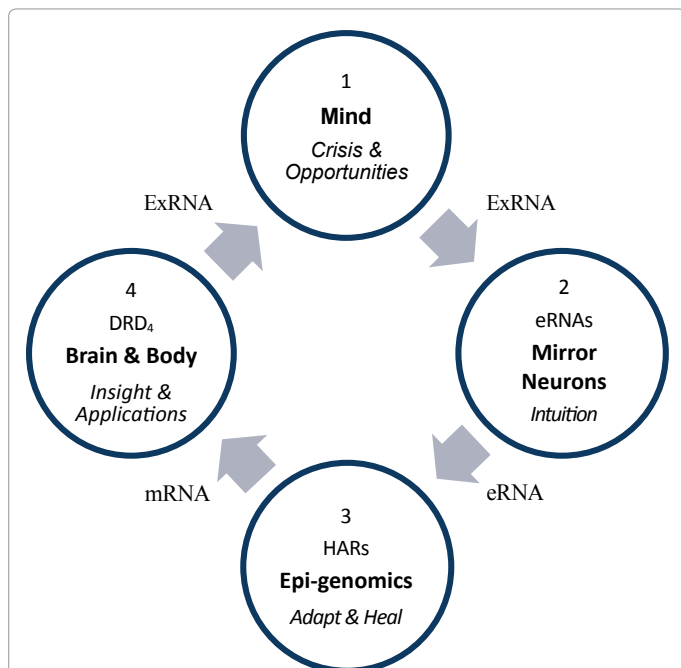 1
Mind
Crisis &
Opportunities
ExRNA
ExRNA
4
DRD₄
Brain & Body
Insight &
Applications
2
eRNAs
Mirror
Neurons
Intuition
mRNA
eRNA
3
HARs
Epi-genomics
Adapt & Heal